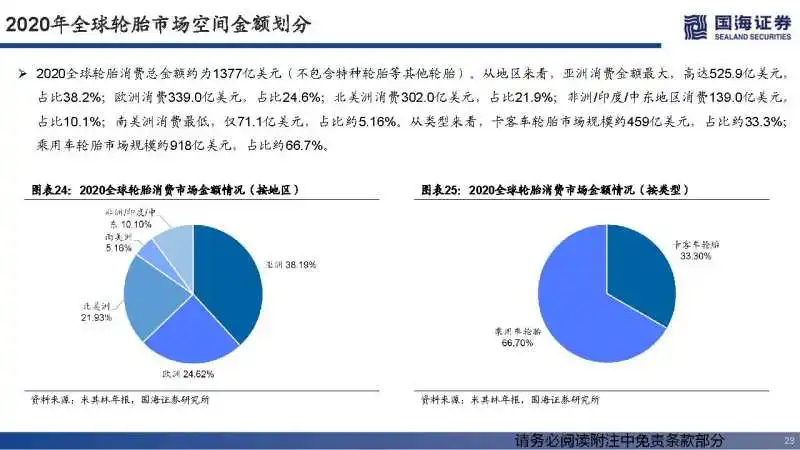 2020年全球轮胎市场空间金额划分
国海证券
SEALAND SECURITIES
➤ 2020全球轮胎消费总金额约为1377亿美元（不包含特种轮胎等其他轮胎）。从地区来看，亚洲消费金额最大，高达525.9亿美元，
占比38.2%；欧洲消费339.0亿美元，占比24.6%；北美洲消费302.0亿美元，占比21.9%；非洲/印度/中东地区消费139.0亿美元，
占比10.1%；南美洲消费最低，仅71.1亿美元，占比约5.16%。从类型来看，卡客车轮胎市场规模约459亿美元，占比约33.3%；
乘用车轮胎市场规模约918亿美元，占比约66.7%。
图表24：2020全球轮胎消费市场金额情况（按地区）
非洲/印度/中
东 10.10%
南美洲
5.16%
亚洲 38.19%
北美洲
21.93%
欧洲 24.62%
资料来源：米其林年报，国海证券研究所
图表25：2020全球轮胎消费市场金额情况（按类型）
卡客车轮胎
33.30%
乘用车轮胎
66.70%
资料来源：米其林年报，国海证券研究所
请务必阅读附注中免责条款部分
23